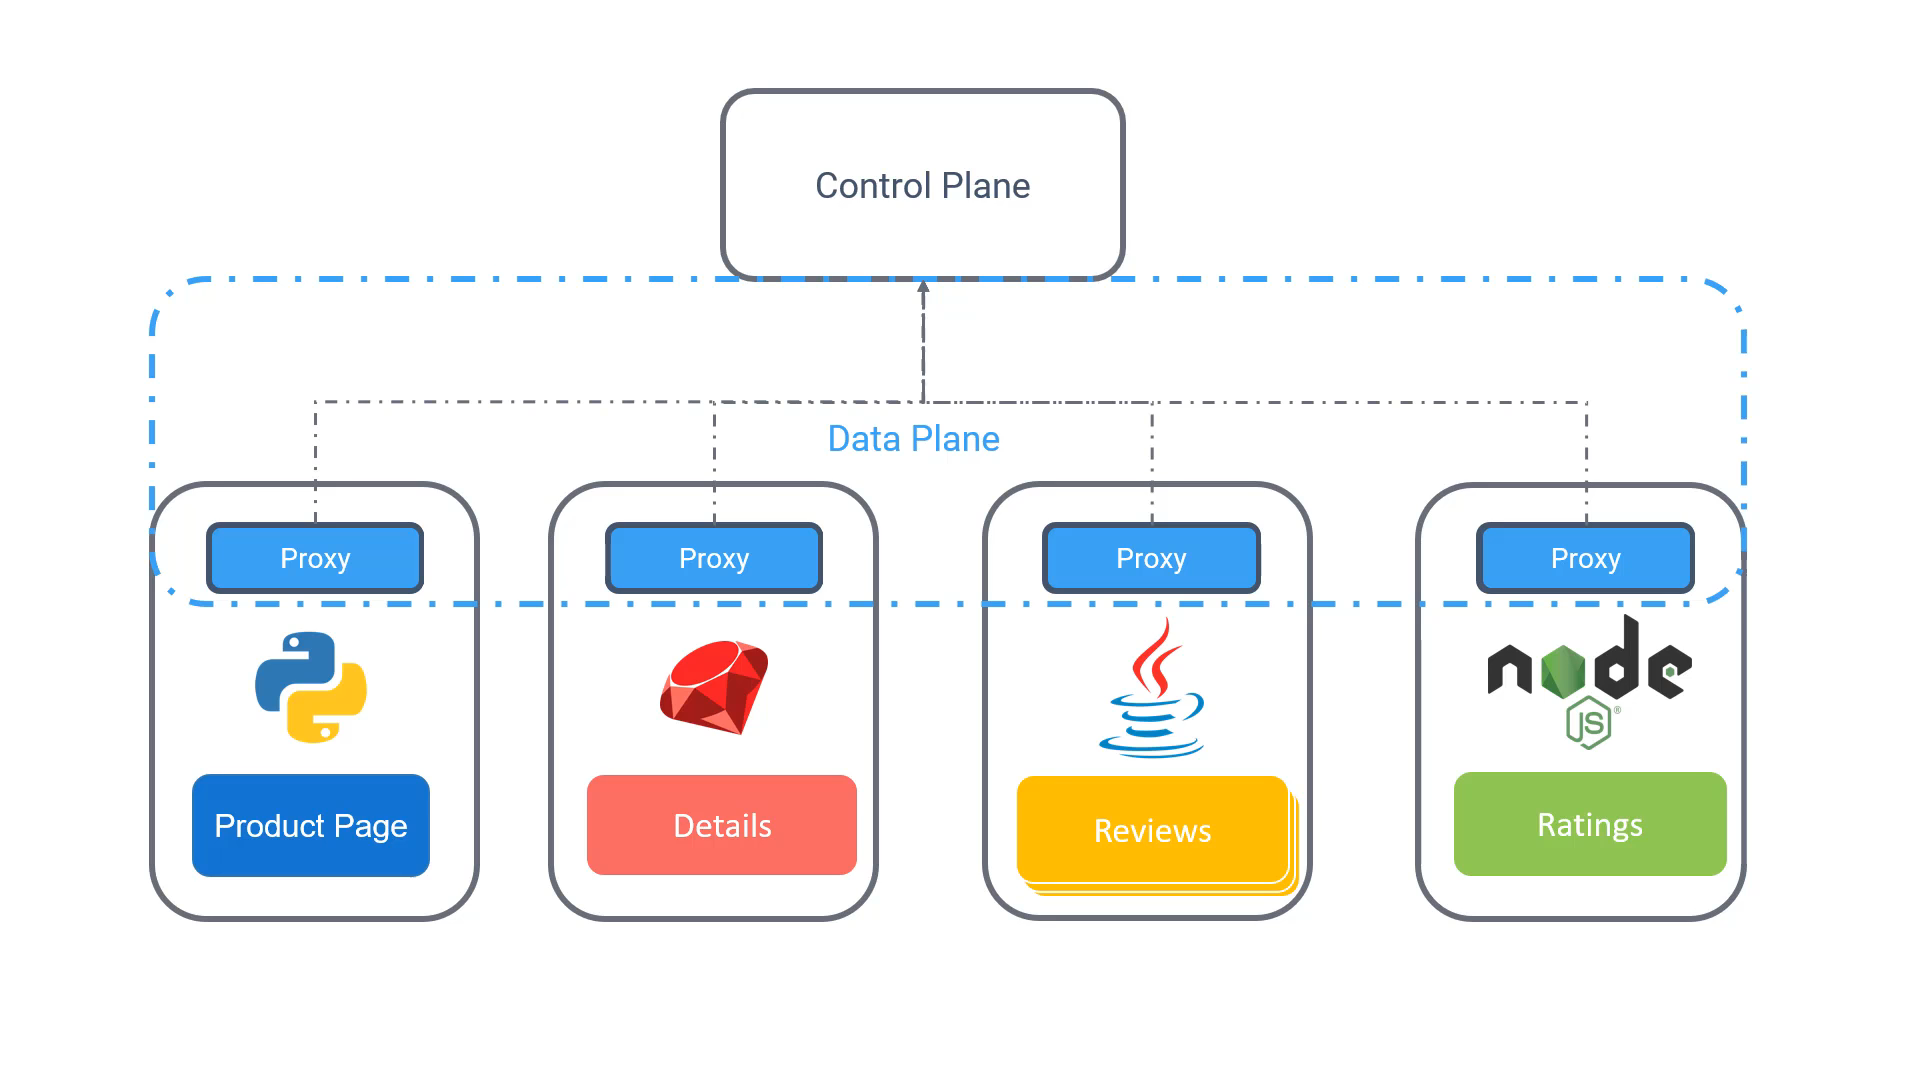 Control Plane
Data Plane
Proxy
Proxy
Proxy
Proxy
node
JS
®
Product Page
Details
Reviews
Ratings